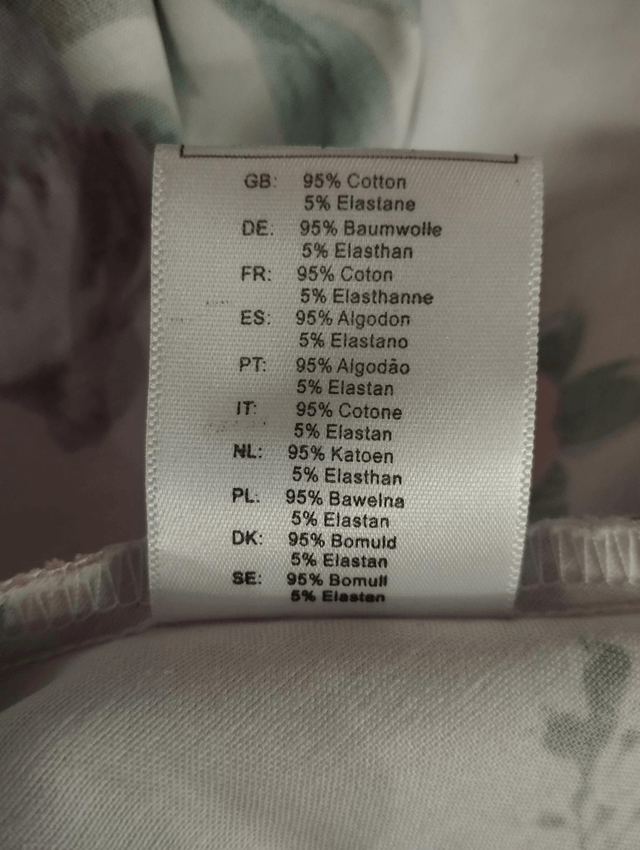 GB: 95% Cotton
5% Elastane
DE: 95% Baumwolle
5% Elasthan
FR: 95% Coton
5% Elasthanne
ES: 95% Algodon
5% Elastano
PT: 95% Algodão
5% Elastan
IT: 95% Cotone
5% Elastan
NL: 95% Katoen
5% Elasthan
PL: 95% Bawelna
5% Elastan
DK: 95% Bomuld
5% Elastan
SE: 95% Bomull
5% Elastan